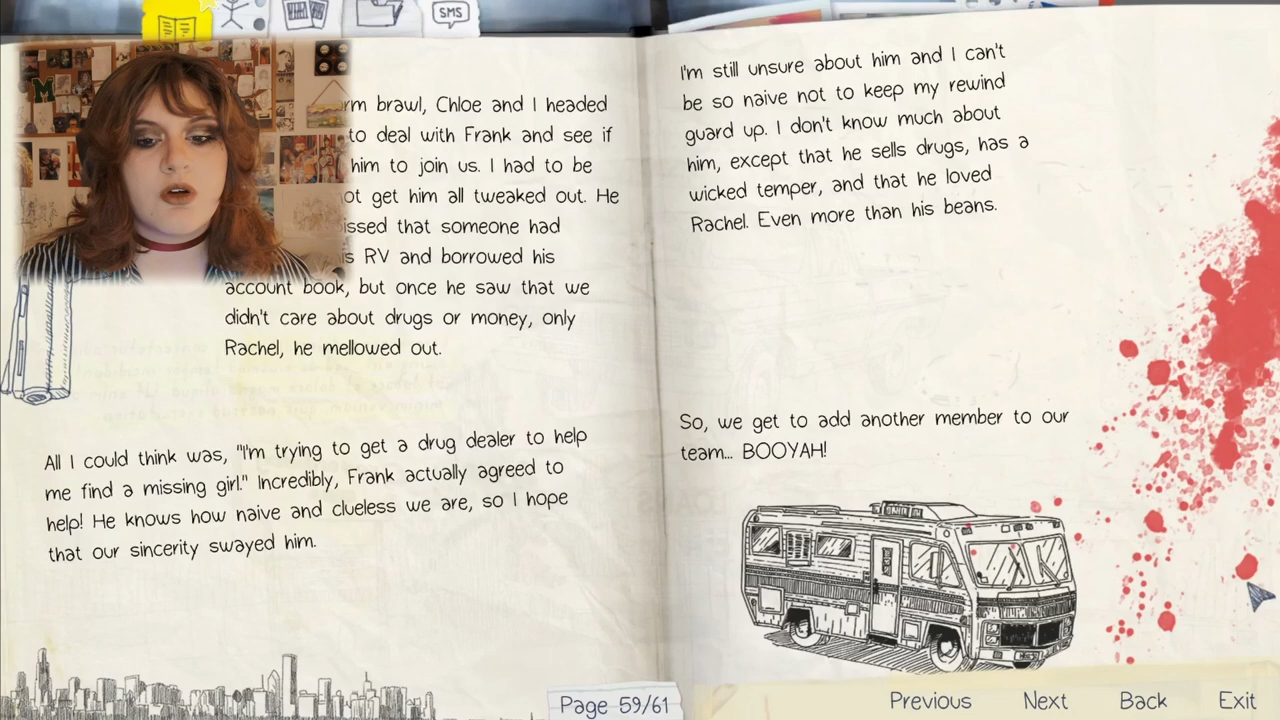 SMS
brawl, Chloe and I headed
to deal with Frank and see if
him to join us. I had to be
get him all tweaked out. He
that someone had
RV and borrowed his
account book, but once he saw that we
didn't care about drugs or money, only
Rachel, he mellowed out.
All I could think was, "I'm trying to get a drug dealer to help
me find a missing girl." Incredibly, Frank actually agreed to
help! He knows how naive and clueless we are, so I hope
that our sincerity swayed him.
I'm still unsure about him and I can't
be so naive not to keep my rewind
guard up. I don't know much about
him, except that he sells drugs, has a
wicked temper, and that he loved
Rachel. Even more than his beans.
So, we get to add another member to our
team... BOOYAH!
Page 59/61
Previous Next Back Exit